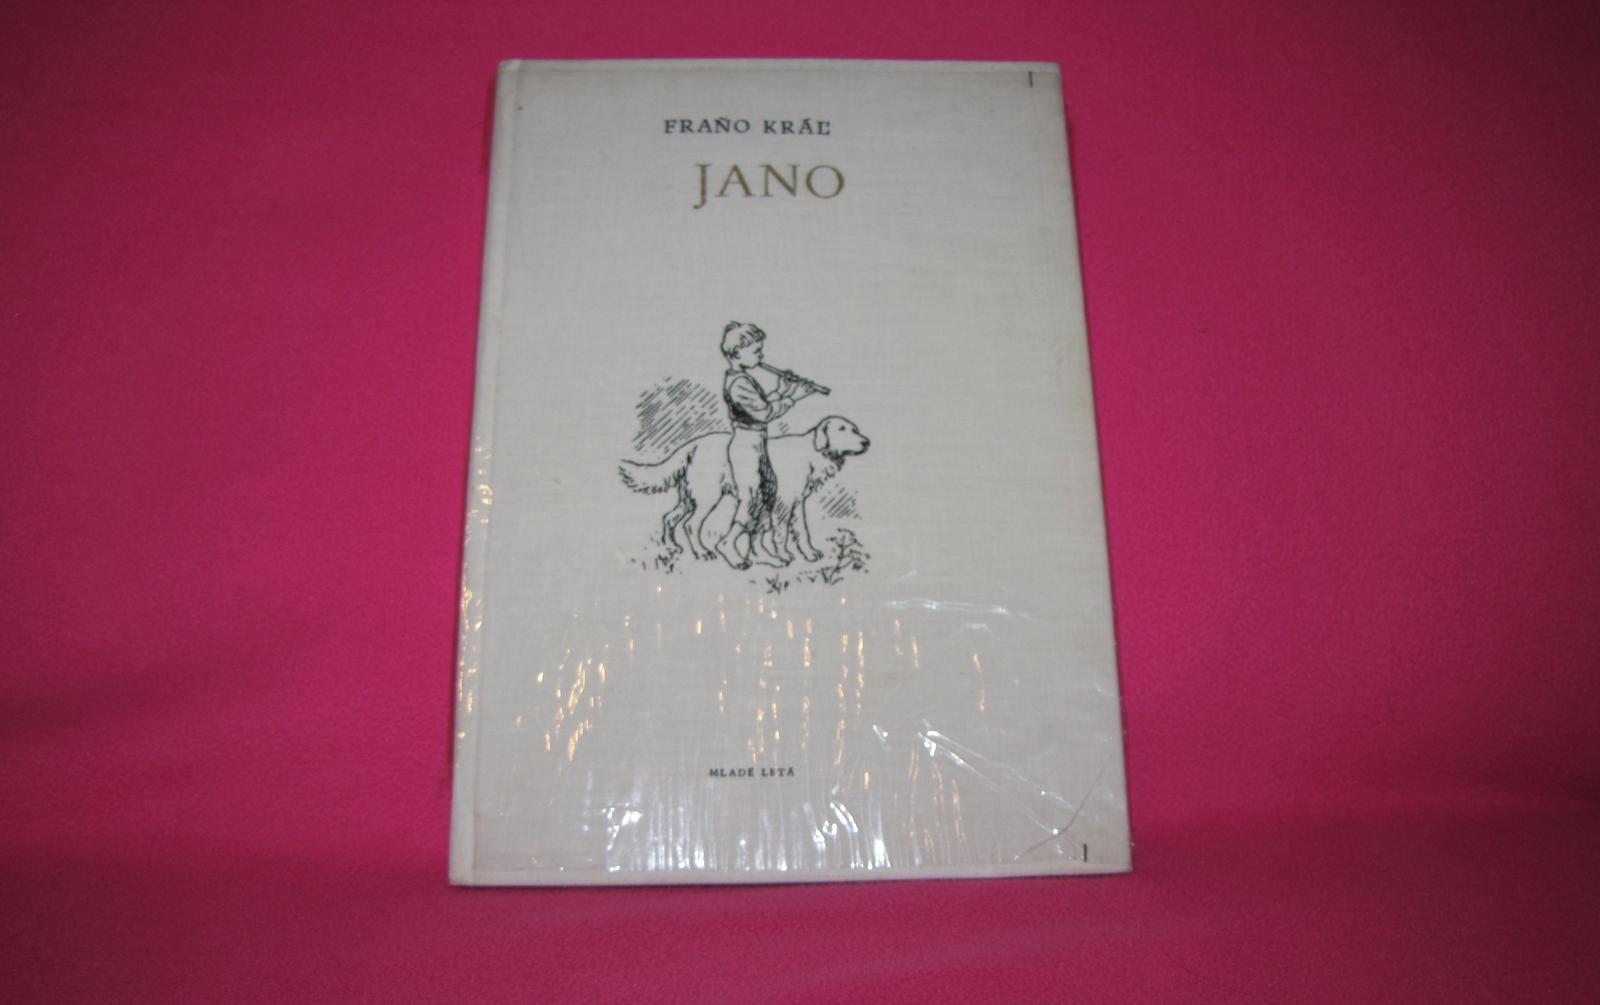 FRAŇO KRÁĽ
JANO
MLADÉ LETÁ